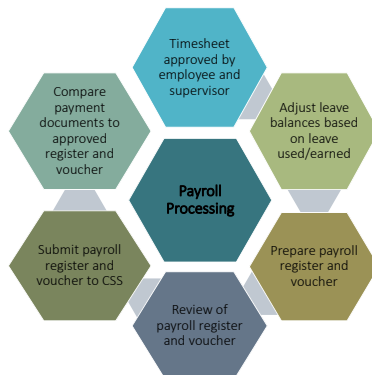 Timesheet
approved by
employee and
supervisor
Adjust leave
balances based
on leave
used/earned
Prepare payroll
register and
voucher
Review of
payroll register
and voucher
Submit payroll
register and
voucher to CSS
Compare
payment
documents to
approved
register and
voucher
Payroll
Processing